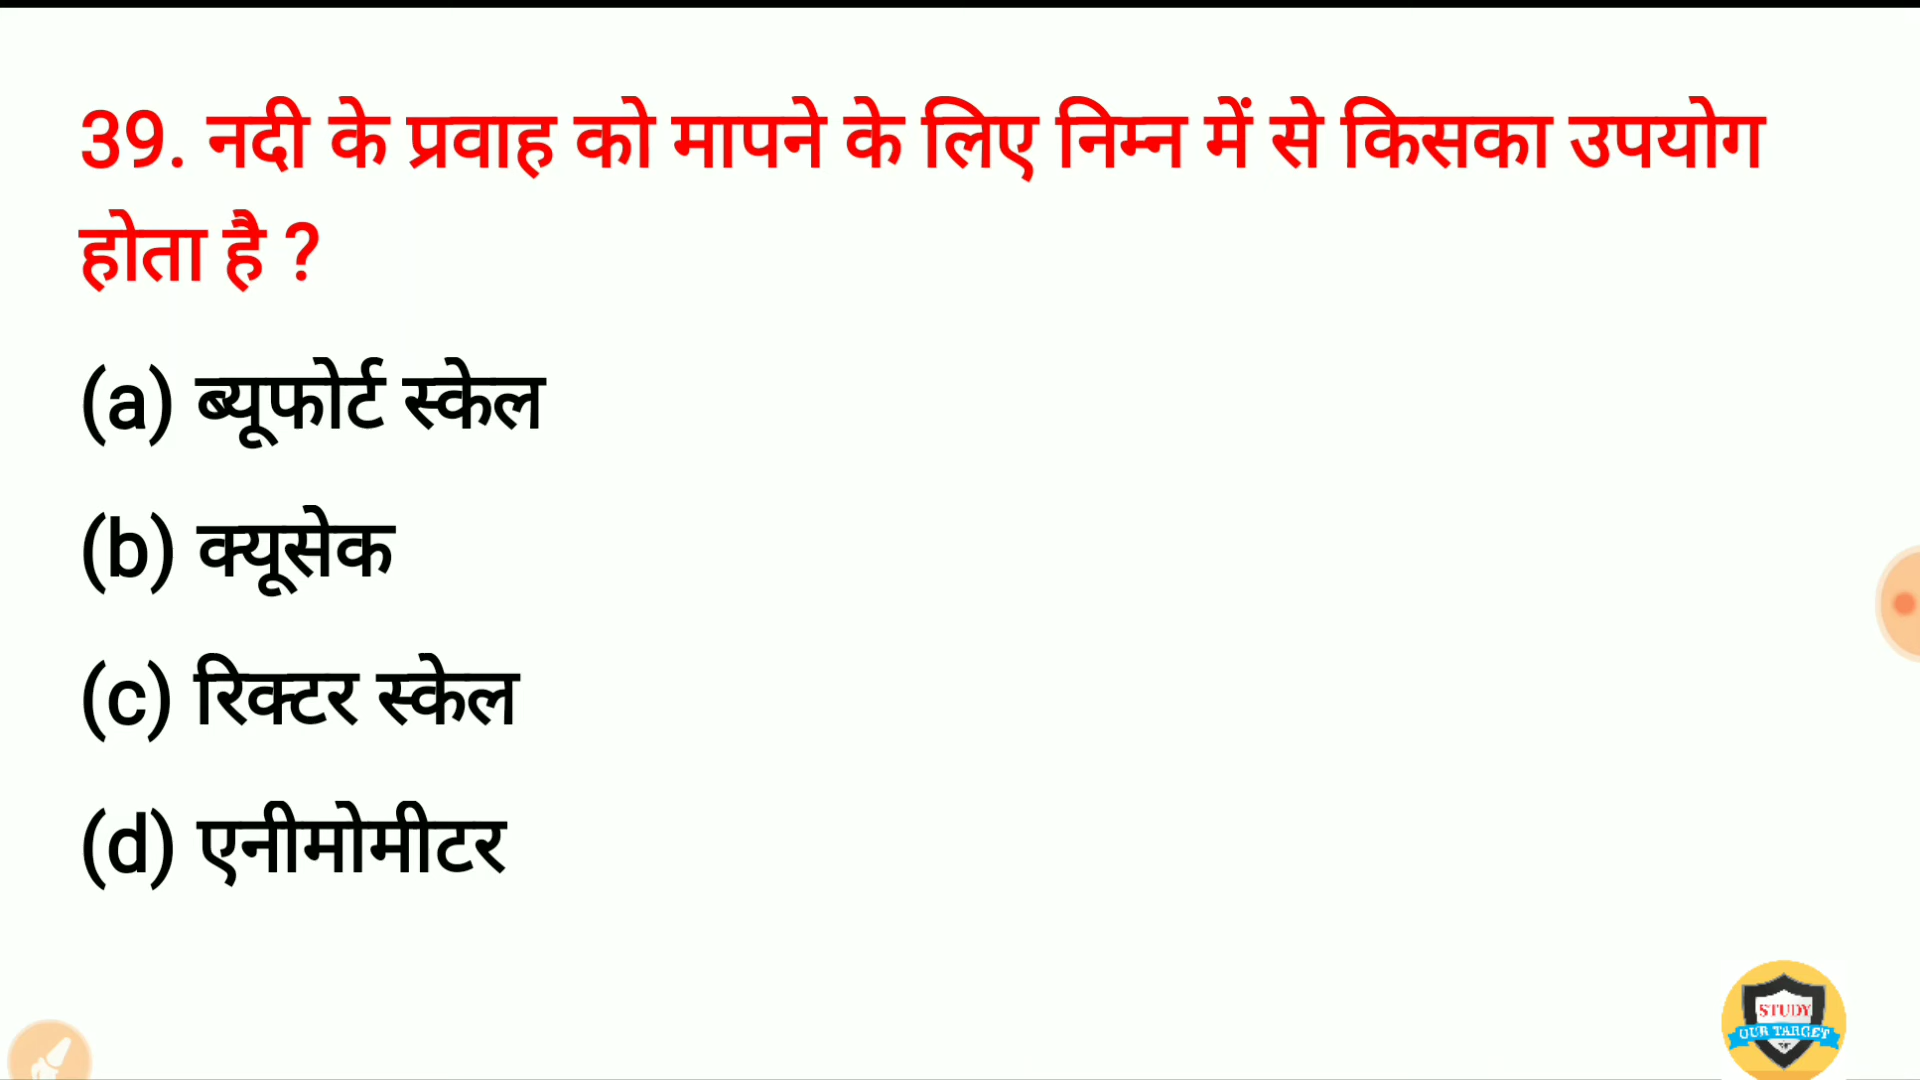 39. नदी के प्रवाह को मापने के लिए निम्न में से किसका उपयोग
होता है ?
(a) ब्यूफोर्ट स्केल
(b) क्यूसेक
(c) रिक्टर स्केल
(d) एनीमोमीटर
STUDY
OUR TARGET